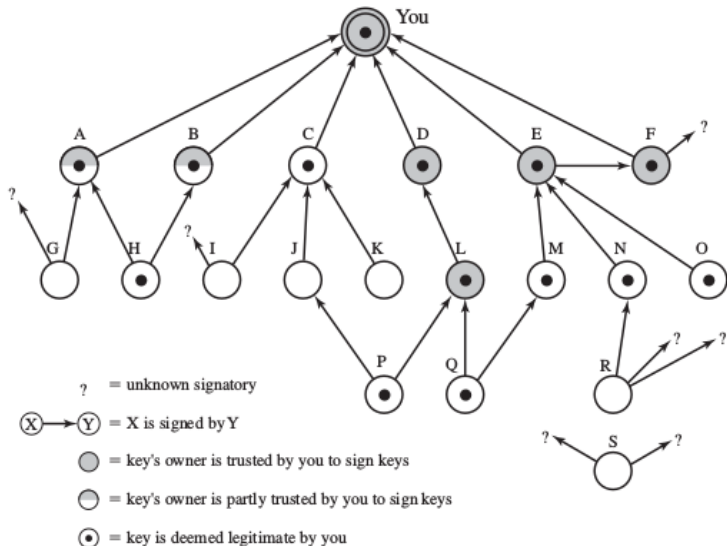 You
A B C D E F
?
?
G H I ? J K L M N O
P Q R ? ?
? = unknown signatory
? S ?
X Y = X is signed by Y
= key's owner is trusted by you to sign keys
= key's owner is partly trusted by you to sign keys
= key is deemed legitimate by you